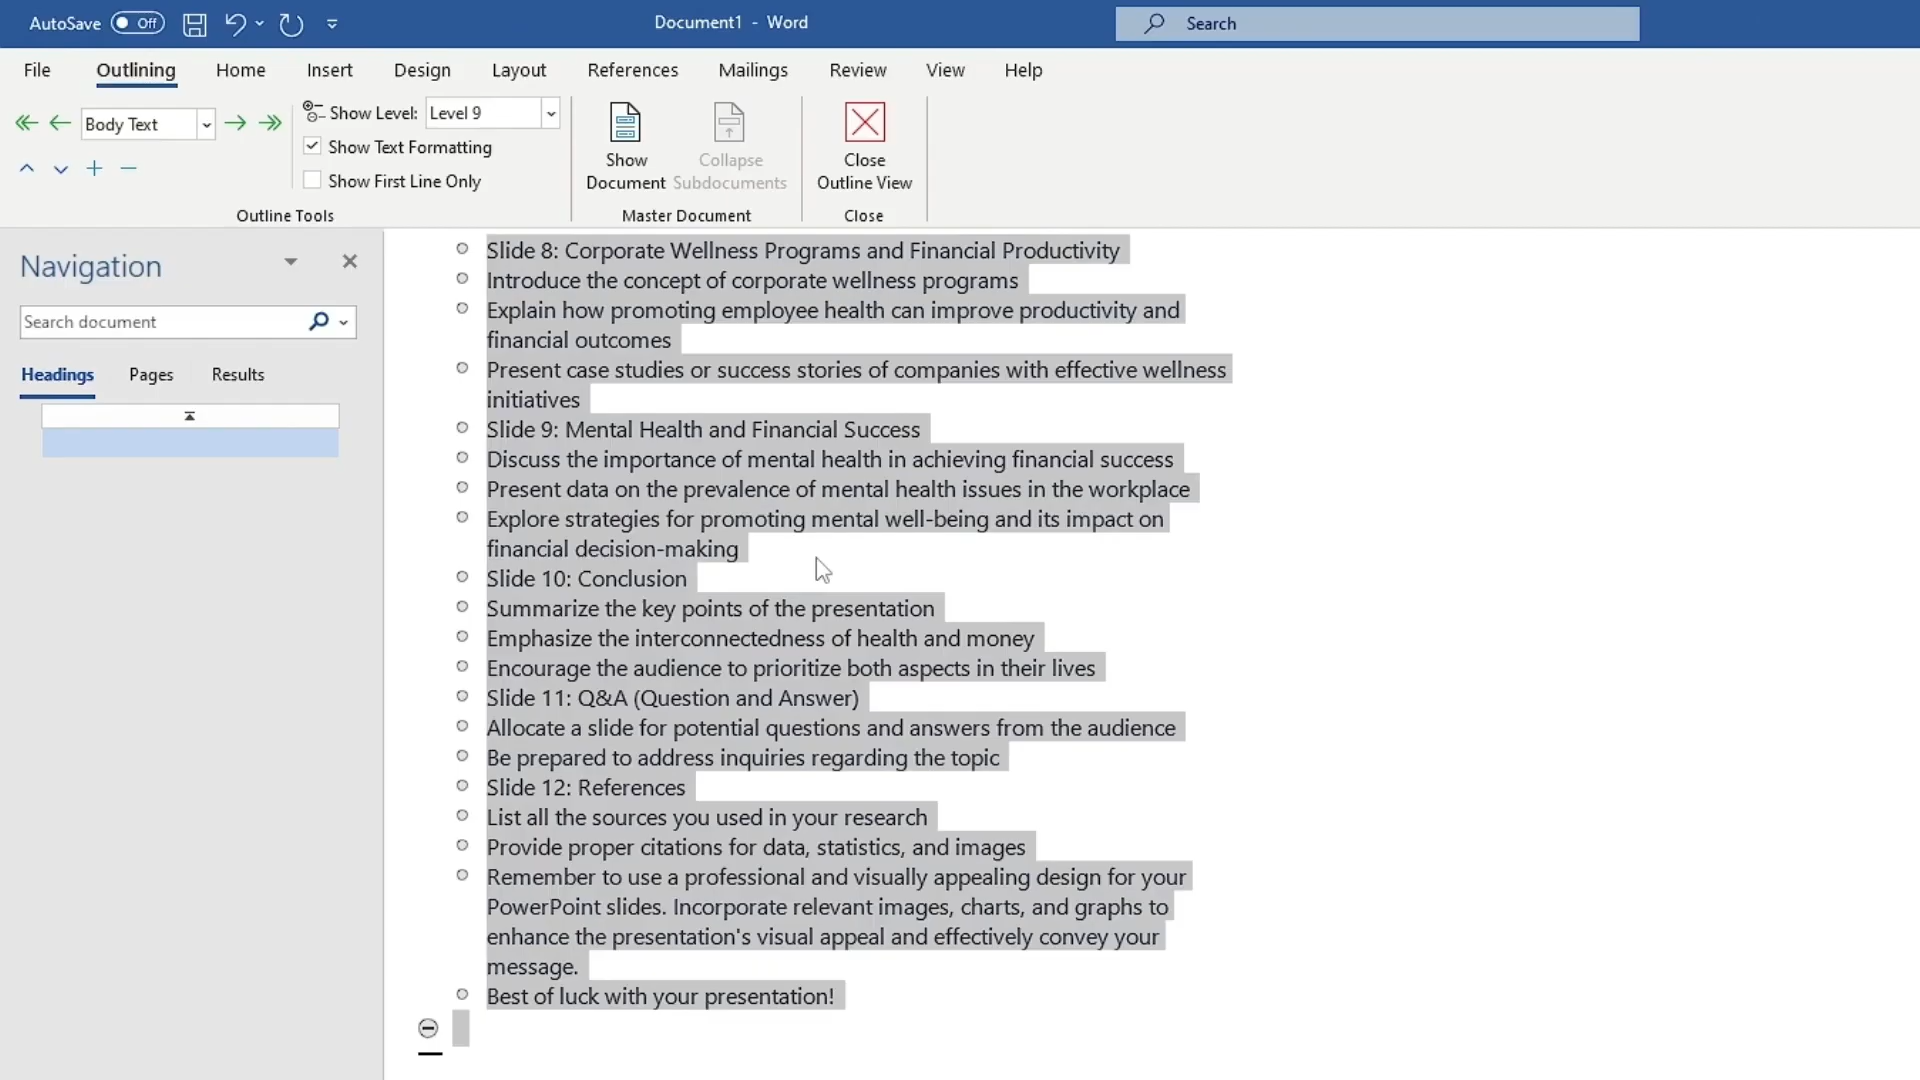 AutoSave Off Document1 - Word Search
File Outlining Home Insert Design Layout References Mailings Review View Help
Body Text
Show Level: Level 9
Show Text Formatting
Show First Line Only
Outline Tools
Show Document
Collapse Subdocuments
Master Document
Close Outline View
Close
Navigation
Search document
Headings Pages Results
Slide 8: Corporate Wellness Programs and Financial Productivity
Introduce the concept of corporate wellness programs
Explain how promoting employee health can improve productivity and
financial outcomes
Present case studies or success stories of companies with effective wellness
initiatives
Slide 9: Mental Health and Financial Success
Discuss the importance of mental health in achieving financial success
Present data on the prevalence of mental health issues in the workplace
Explore strategies for promoting mental well-being and its impact on
financial decision-making
Slide 10: Conclusion
Summarize the key points of the presentation
Emphasize the interconnectedness of health and money
Encourage the audience to prioritize both aspects in their lives
Slide 11: Q&A (Question and Answer)
Allocate a slide for potential questions and answers from the audience
Be prepared to address inquiries regarding the topic
Slide 12: References
List all the sources you used in your research
Provide proper citations for data, statistics, and images
Remember to use a professional and visually appealing design for your
PowerPoint slides. Incorporate relevant images, charts, and graphs to
enhance the presentation's visual appeal and effectively convey your
message.
Best of luck with your presentation!